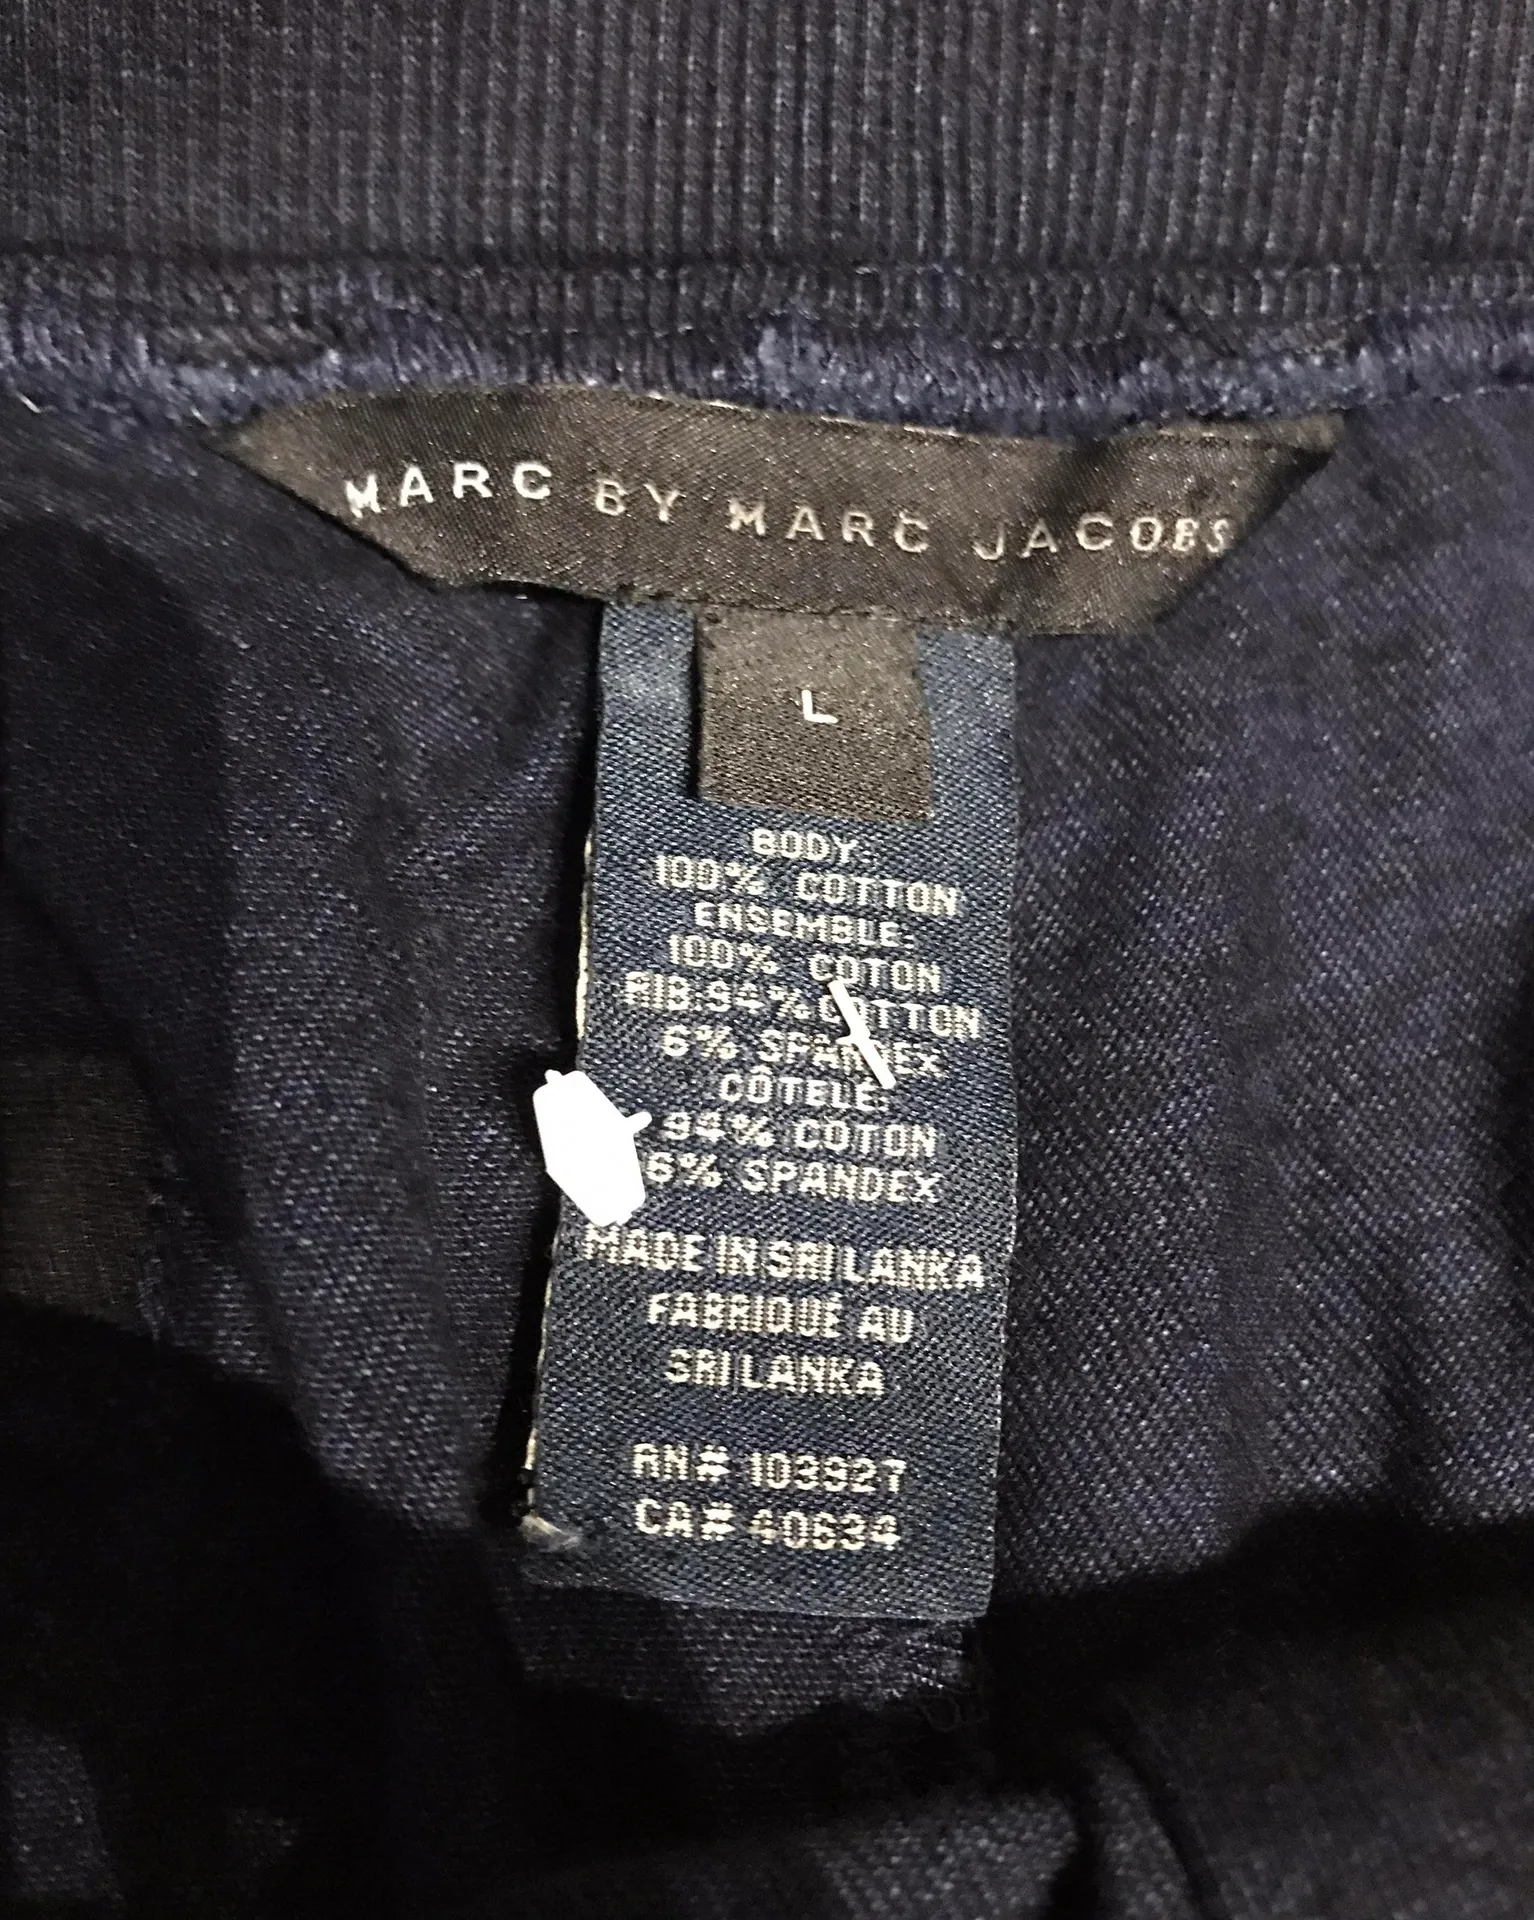 MARC BY MARC JACOBS
L
BODY:
100% COTTON
ENSEMBLE:
100% COTON
RIB:94% COTTON
6% SPANDEX
CÔTELÉ:
94% COTON
6% SPANDEX
MADE IN SRI LANKA
FABRIQUÉ AU
SRI LANKA
RN# 103927
CA# 40634